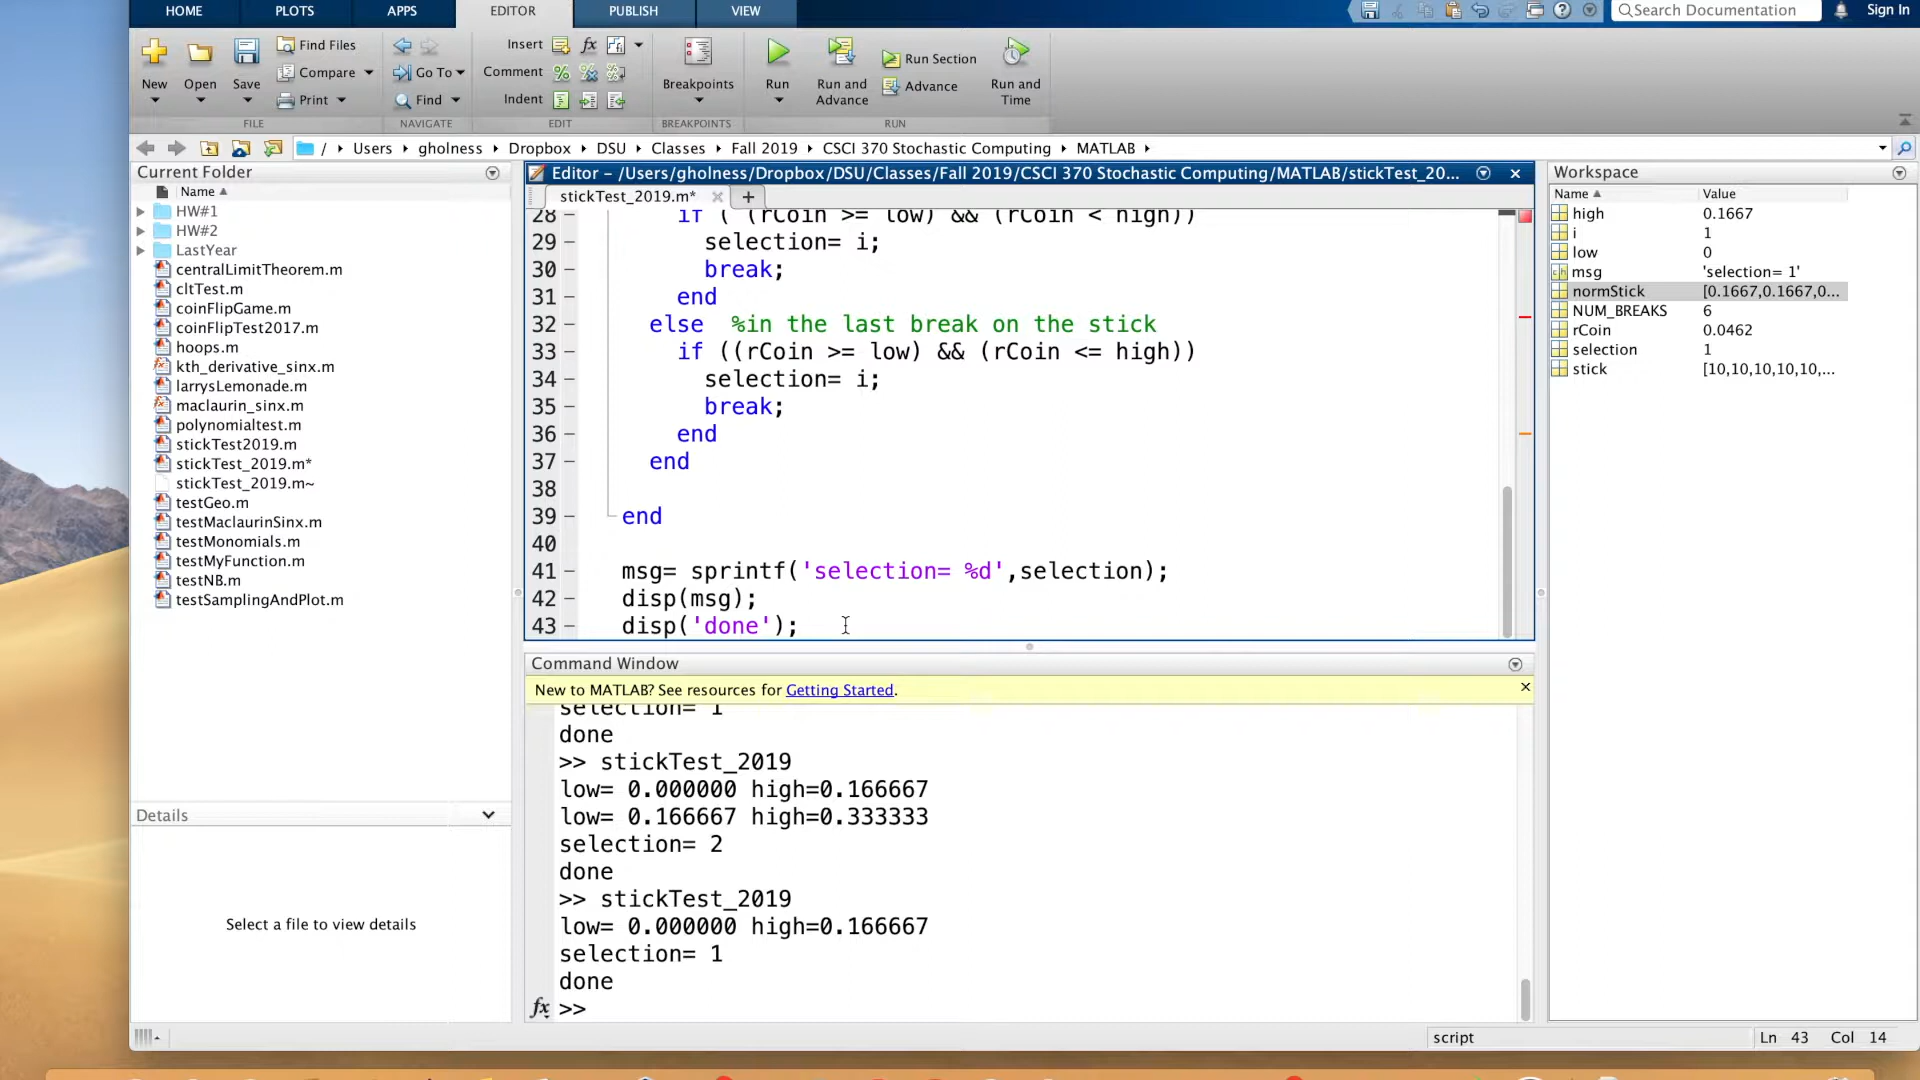 HOME PLOTS APPS EDITOR PUBLISH VIEW
Search Documentation
Sign In
New Open Save
Find Files
Compare
Print
Go To
Find
Insert
Comment
Indent
fx
Breakpoints
Run
Run and Advance
Run Section
Advance
Run and Time
FILE NAVIGATE EDIT BREAKPOINTS RUN
/ Users gholness Dropbox DSU Classes Fall 2019 CSCI 370 Stochastic Computing MATLAB
Current Folder
Name
HW#1
HW#2
LastYear
centralLimitTheorem.m
cltTest.m
coinFlipGame.m
coinFlipTest2017.m
hoops.m
kth_derivative_sinx.m
larrysLemonade.m
maclaurin_sinx.m
polynomialtest.m
stickTest2019.m
stickTest_2019.m*
stickTest_2019.m~
testGeo.m
testMaclaurinSinx.m
testMonomials.m
testMyFunction.m
testNB.m
testSamplingAndPlot.m
Details
Select a file to view details
Editor - /Users/gholness/Dropbox/DSU/Classes/Fall 2019/CSCI 370 Stochastic Computing/MATLAB/stickTest_20...
stickTest_2019.m*
28 – if ( (rCoin >= low) && (rCoin < high))
29 – selection= i;
30 – break;
31 – end
32 – else %in the last break on the stick
33 – if ((rCoin >= low) && (rCoin <= high))
34 – selection= i;
35 – break;
36 – end
37 – end
38
39 – end
40
41 – msg= sprintf('selection= %d',selection);
42 – disp(msg);
43 – disp('done');
Command Window
New to MATLAB? See resources for Getting Started.
selection= 1
done
>> stickTest_2019
low= 0.000000 high=0.166667
low= 0.166667 high=0.333333
selection= 2
done
>> stickTest_2019
low= 0.000000 high=0.166667
selection= 1
done
fx >>
Workspace
Name Value
high 0.1667
i 1
low 0
msg 'selection= 1'
normStick [0.1667,0.1667,0...
NUM_BREAKS 6
rCoin 0.0462
selection 1
stick [10,10,10,10,10,...
script
Ln 43 Col 14